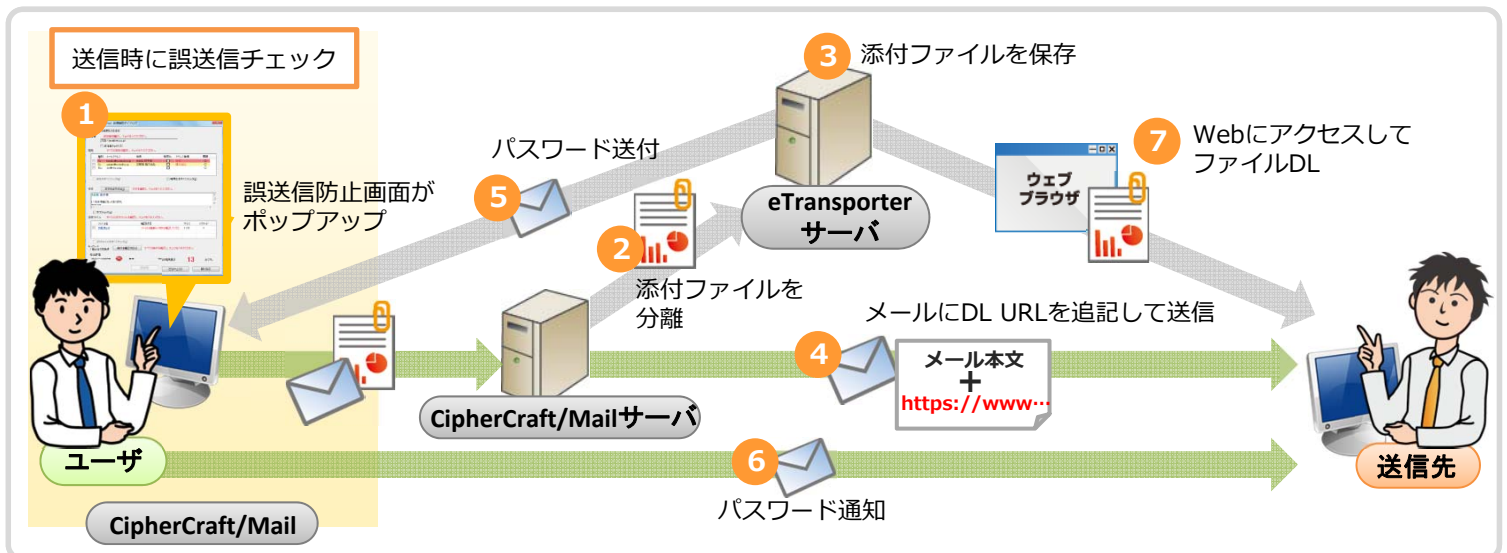 送信時に誤送信チェック
1
誤送信防止画面が
ポップアップ
ユーザ
CipherCraft/Mail
2
添付ファイルを
分離
CipherCraft/Mailサーバ
3
添付ファイルを保存
eTransporter
サーバ
4
メールにDL URLを追記して送信
メール本文
+
https://www…
5
パスワード送付
6
パスワード通知
7
Webにアクセスして
ファイルDL
ウェブ
ブラウザ
送信先